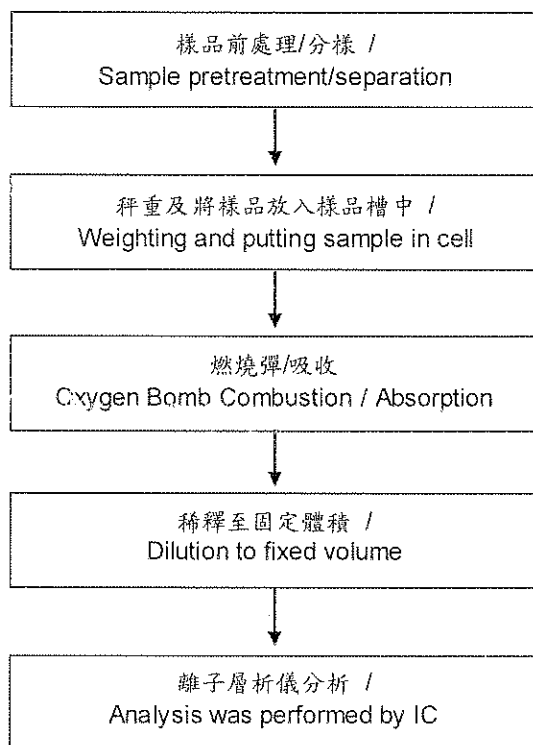 樣品前處理/分樣 /
Sample pretreatment/separation
秤重及將樣品放入樣品槽中 /
Weighting and putting sample in cell
燃燒彈/吸收
Oxygen Bomb Combustion / Absorption
稀釋至固定體積 /
Dilution to fixed volume
離子層析儀分析 /
Analysis was performed by IC